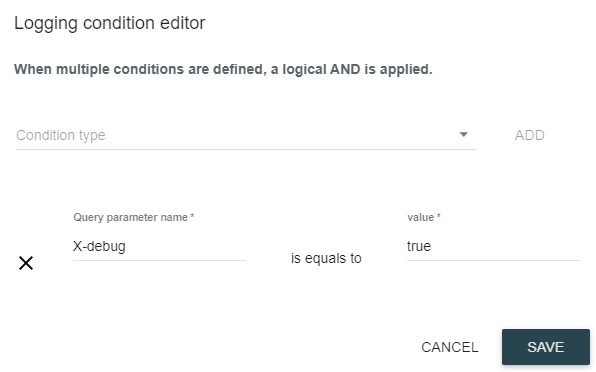 Logging condition editor
When multiple conditions are defined, a logical AND is applied.
Condition type ADD
Query parameter name * value *
X-debug is equals to true
CANCEL SAVE